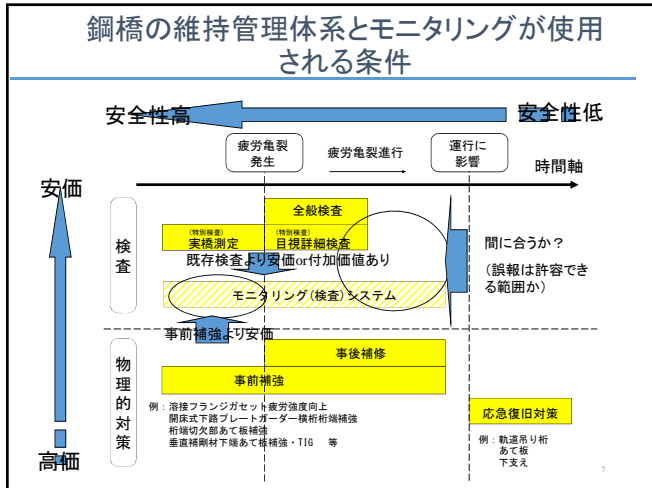 鋼橋の維持管理体系とモニタリングが使用
される条件
安全性高
安全性低
疲労亀裂
発生
疲労亀裂進行
運行に
影響
時間軸
安価
検査
全般検査
(特別検査)
実橋測定
(特別検査)
目視詳細検査
既存検査より安価or付加価値あり
間に合うか？
(誤報は許容でき
る範囲か)
モニタリング(検査)システム
事前補強より安価
物理的対策
事後補修
事前補強
例：溶接フランジガセット疲労強度向上
開床式下路プレートガーダー横桁桁端補強
桁端切欠部あて板補強
垂直補剛材下端あて板補強・TIG　等
応急復旧対策
例：軌道吊り桁
あて板
下支え
高価
7